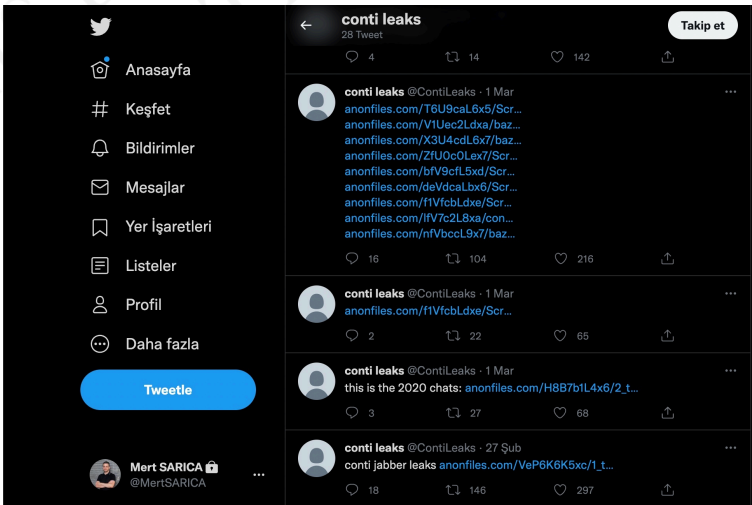 conti leaks
28 Tweet
Takip et
Anasayfa
Keşfet
Bildirimler
Mesajlar
Yer İşaretleri
Listeler
Profil
Daha fazla
Tweetle
Mert SARICA
@MertSARICA
4 14 142
conti leaks @ContiLeaks · 1 Mar
anonfiles.com/T6U9caL6x5/Scr...
anonfiles.com/V1Uec2Ldxa/baz...
anonfiles.com/X3U4cdL6x7/baz...
anonfiles.com/ZfU0c0Lex7/Scr...
anonfiles.com/bfV9cfL5xd/Scr...
anonfiles.com/deVdcaLbx6/Scr...
anonfiles.com/f1VfcbLdxe/Scr...
anonfiles.com/lfV7c2L8xa/con...
anonfiles.com/nfVbccL9x7/baz...
16 104 216
conti leaks @ContiLeaks · 1 Mar
anonfiles.com/f1VfcbLdxe/Scr...
2 22 65
conti leaks @ContiLeaks · 1 Mar
this is the 2020 chats: anonfiles.com/H8B7b1L4x6/2_t...
3 27 68
conti leaks @ContiLeaks · 27 Şub
conti jabber leaks anonfiles.com/VeP6K6K5xc/1_t...
18 146 297